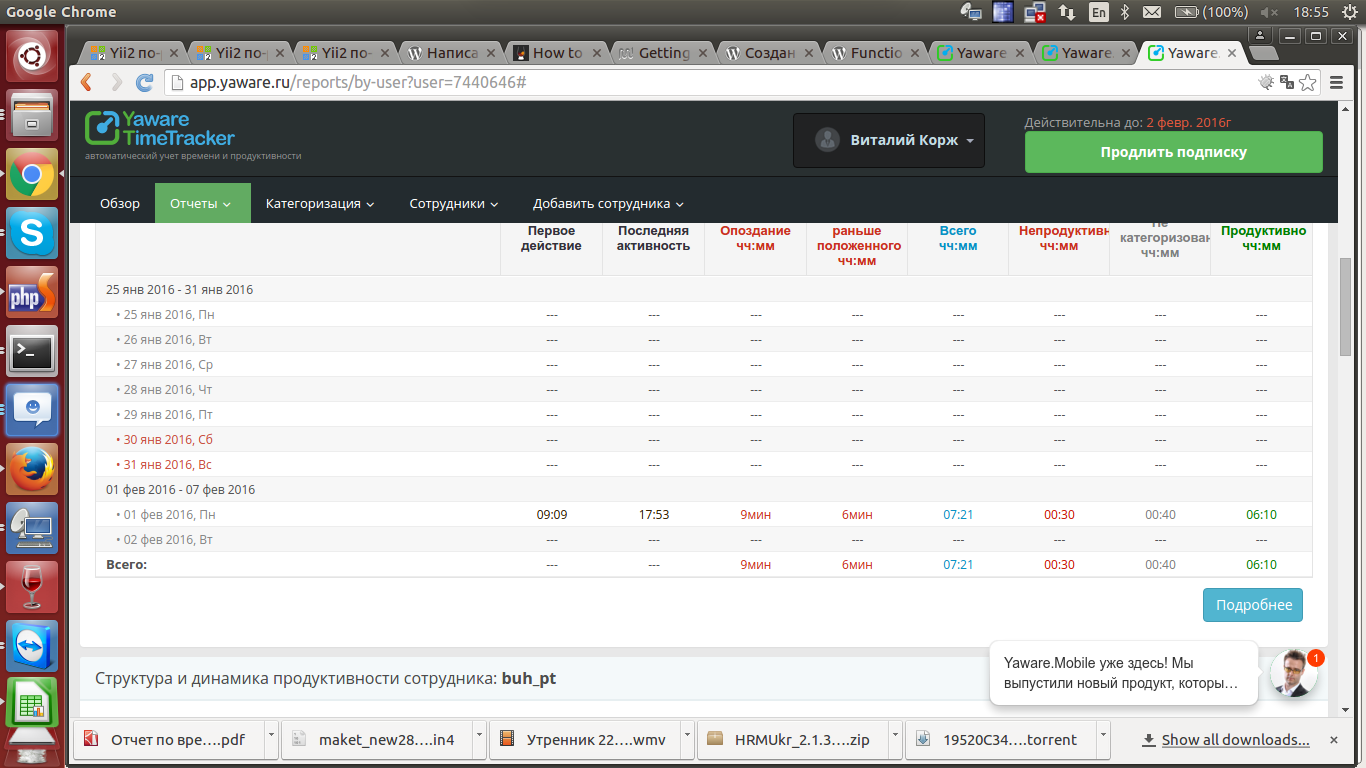 Google Chrome
En
(100%)
18:55
Yii2 по-
Yii2 по-
Yii2 по-
Написа
How to
Getting
Создан
Functio
Yaware
Yaware.
Yaware.
app.yaware.ru/reports/by-user?user=7440646#
Yaware
TimeTracker
автоматический учет времени и продуктивности
Виталий Корж
Действительна до: 2 февр. 2016г
Продлить подписку
Обзор
Отчеты
Категоризация
Сотрудники
Добавить сотрудника
Первое действие
Последняя активность
Опоздание чч:мм
раньше положенного чч:мм
Всего чч:мм
Непродуктивн чч:мм
Не категоризован чч:мм
Продуктивно чч:мм
25 янв 2016 - 31 янв 2016
• 25 янв 2016, Пн --- --- --- --- --- --- --- ---
• 26 янв 2016, Вт --- --- --- --- --- --- --- ---
• 27 янв 2016, Ср --- --- --- --- --- --- --- ---
• 28 янв 2016, Чт --- --- --- --- --- --- --- ---
• 29 янв 2016, Пт --- --- --- --- --- --- --- ---
• 30 янв 2016, Сб --- --- --- --- --- --- --- ---
• 31 янв 2016, Вс --- --- --- --- --- --- --- ---
01 фев 2016 - 07 фев 2016
• 01 фев 2016, Пн 09:09 17:53 9мин 6мин 07:21 00:30 00:40 06:10
• 02 фев 2016, Вт --- --- --- --- --- --- --- ---
Всего: --- --- 9мин 6мин 07:21 00:30 00:40 06:10
Подробнее
Структура и динамика продуктивности сотрудника: buh_pt
Yaware.Mobile уже здесь! Мы
выпустили новый продукт, которы…
1
Отчет по вре....pdf
maket_new28....in4
Утренник 22....wmv
HRMUkr_2.1.3....zip
19520C34....torrent
Show all downloads...
php